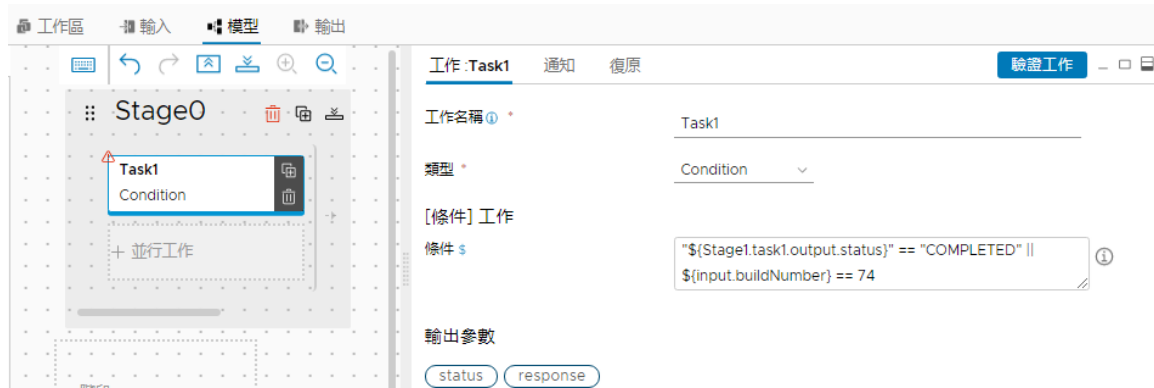 工作區 輸入 模型 輸出
Stage0
Task1
Condition
+ 並行工作
工作 :Task1 通知 復原
驗證工作
工作名稱 * Task1
類型 * Condition
[條件] 工作
條件 $ "${Stage1.task1.output.status}" == "COMPLETED" ||
${input.buildNumber} == 74
輸出參數
status response